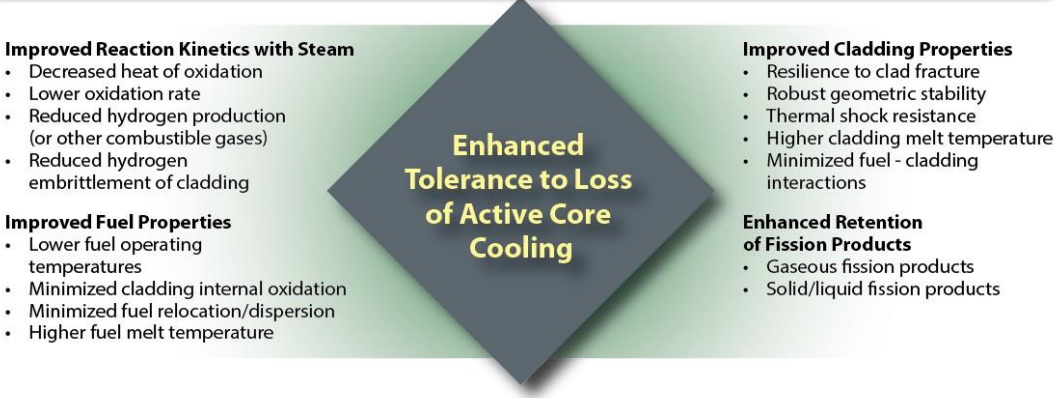 Improved Reaction Kinetics with Steam
• Decreased heat of oxidation
• Lower oxidation rate
• Reduced hydrogen production
(or other combustible gases)
• Reduced hydrogen
embrittlement of cladding
Improved Fuel Properties
• Lower fuel operating
temperatures
• Minimized cladding internal oxidation
• Minimized fuel relocation/dispersion
• Higher fuel melt temperature
Enhanced
Tolerance to Loss
of Active Core
Cooling
Improved Cladding Properties
• Resilience to clad fracture
• Robust geometric stability
• Thermal shock resistance
• Higher cladding melt temperature
• Minimized fuel - cladding
interactions
Enhanced Retention
of Fission Products
• Gaseous fission products
• Solid/liquid fission products